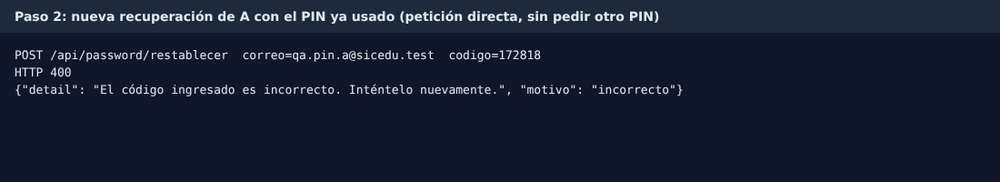 Paso 2: nueva recuperación de A con el PIN ya usado (petición directa, sin pedir otro PIN)
POST /api/password/restablecer  correo=qa.pin.a@sicedu.test  codigo=172818
HTTP 400
{"detail": "El código ingresado es incorrecto. Inténtelo nuevamente.", "motivo": "incorrecto"}